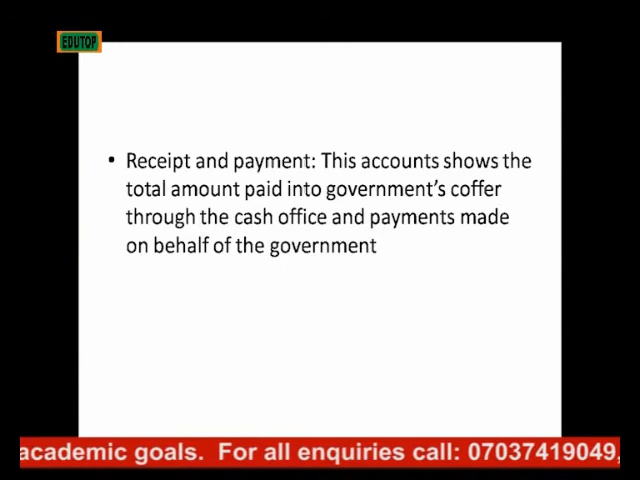 EDUTOP
• Receipt and payment: This accounts shows the
total amount paid into government's coffer
through the cash office and payments made
on behalf of the government
academic goals. For all enquiries call: 07037419049,